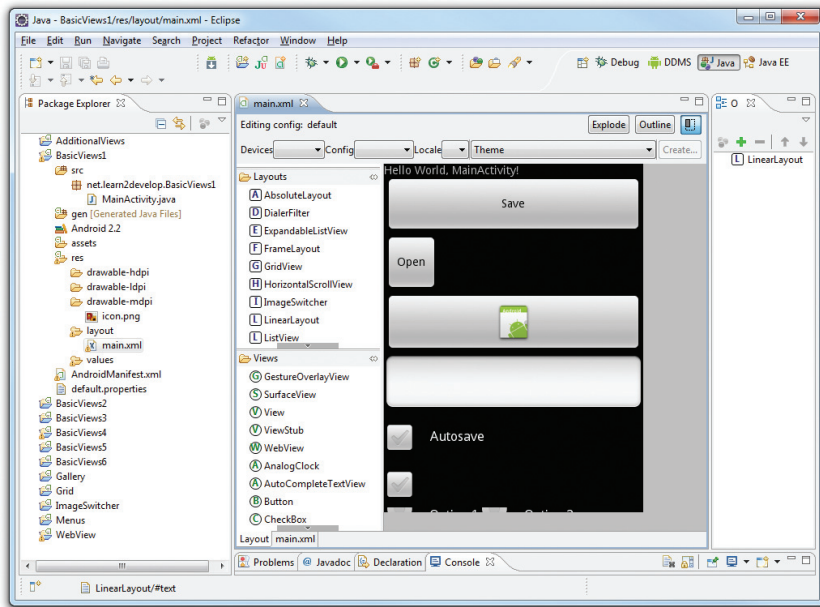 Java - BasicViews1/res/layout/main.xml - Eclipse
File Edit Run Navigate Search Project Refactor Window Help
Debug DDMS Java Java EE
Package Explorer
AdditionalViews
BasicViews1
src
net.learn2develop.BasicViews1
MainActivity.java
gen [Generated Java Files]
Android 2.2
assets
res
drawable-hdpi
drawable-ldpi
drawable-mdpi
icon.png
layout
main.xml
values
AndroidManifest.xml
default.properties
BasicViews2
BasicViews3
BasicViews4
BasicViews5
BasicViews6
Gallery
Grid
ImageSwitcher
Menus
WebView
main.xml
Editing config: default
Explode Outline
Devices Config Locale Theme Create...
Layouts
A AbsoluteLayout
D DialerFilter
E ExpandableListView
F FrameLayout
G GridView
H HorizontalScrollView
I ImageSwitcher
L LinearLayout
L ListView
Views
G GestureOverlayView
S SurfaceView
V View
V ViewStub
W WebView
A AnalogClock
A AutoCompleteTextView
B Button
C CheckBox
Hello World, MainActivity!
Save
Open
Autosave
Layout main.xml
O
L LinearLayout
Problems @ Javadoc Declaration Console
LinearLayout/#text